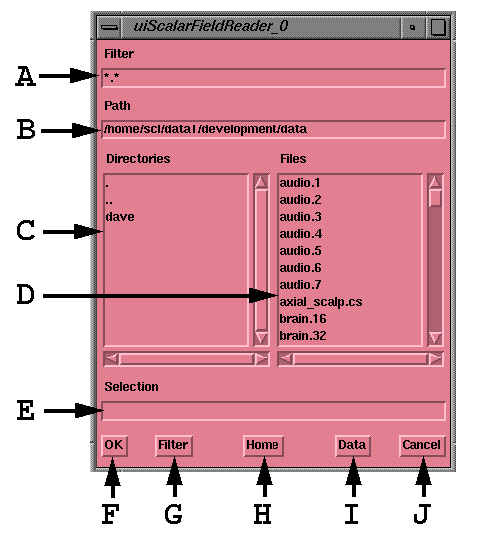 uiScalarFieldReader_0
Filter
A
*.*
Path
B
/home/sci/data1/development/data
Directories
Files
.
..
dave
audio.1
audio.2
audio.3
audio.4
audio.5
audio.6
audio.7
axial_scalp.cs
brain.16
brain.32
C
D
Selection
E
OK
Filter
Home
Data
Cancel
F
G
H
I
J